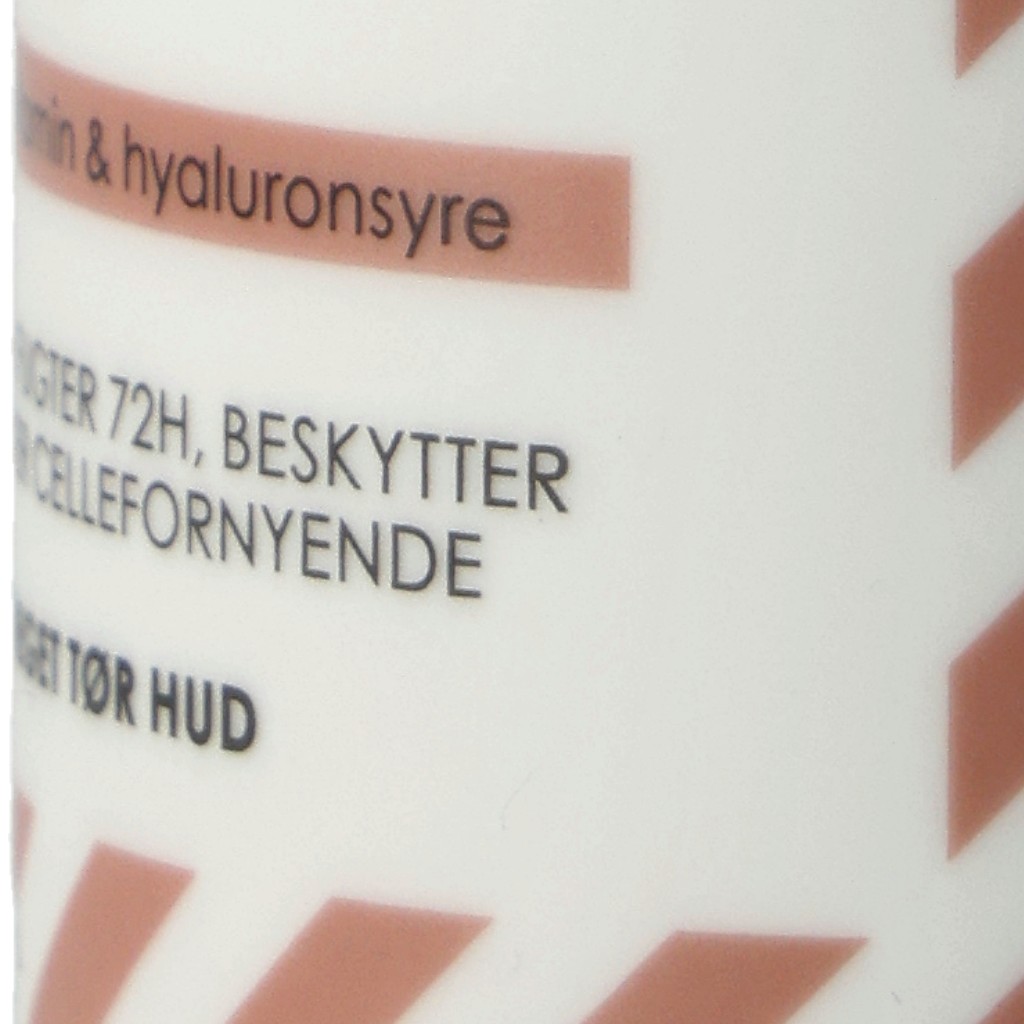 & hyaluronsyre
72H, BESKYTTER
CELLEFORNYENDE
TØR HUD